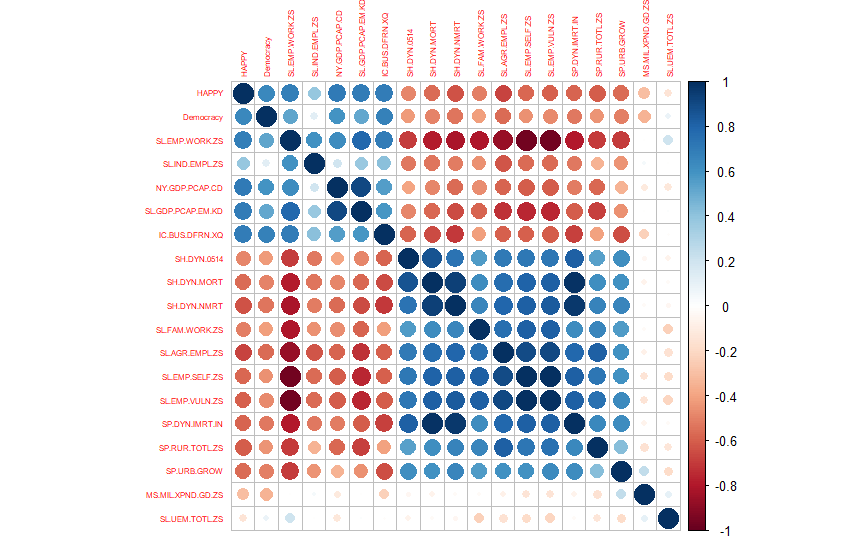 HAPPY
Democracy
SL.EMP.WORK.ZS
SL.IND.EMPL.ZS
NY.GDP.PCAP.CD
SL.GDP.PCAP.EM.KD
IC.BUS.DFRN.XQ
SH.DYN.0514
SH.DYN.MORT
SH.DYN.NMRT
SL.FAM.WORK.ZS
SL.AGR.EMPL.ZS
SL.EMP.SELF.ZS
SL.EMP.VULN.ZS
SP.DYN.IMRT.IN
SP.RUR.TOTL.ZS
SP.URB.GROW
MS.MIL.XPND.GD.ZS
SL.UEM.TOTL.ZS
HAPPY
Democracy
SL.EMP.WORK.ZS
SL.IND.EMPL.ZS
NY.GDP.PCAP.CD
SL.GDP.PCAP.EM.KD
IC.BUS.DFRN.XQ
SH.DYN.0514
SH.DYN.MORT
SH.DYN.NMRT
SL.FAM.WORK.ZS
SL.AGR.EMPL.ZS
SL.EMP.SELF.ZS
SL.EMP.VULN.ZS
SP.DYN.IMRT.IN
SP.RUR.TOTL.ZS
SP.URB.GROW
MS.MIL.XPND.GD.ZS
SL.UEM.TOTL.ZS
1
0.8
0.6
0.4
0.2
0
-0.2
-0.4
-0.6
-0.8
-1